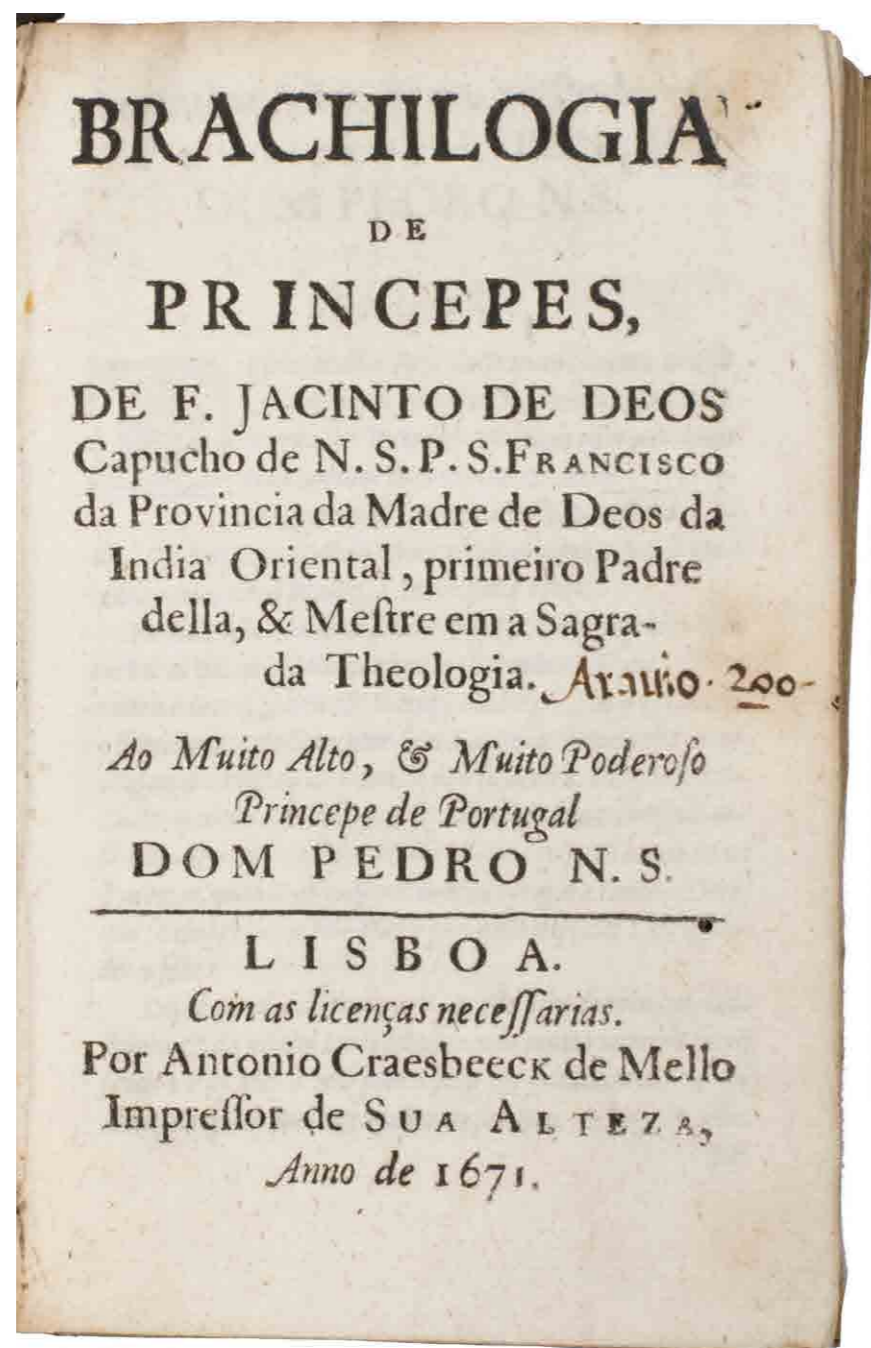 BRACHILOGIA
DE
PRINCEPES,
DE F. JACINTO DE DEOS
Capucho de N. S. P. S. FRANCISCO
da Provincia da Madre de Deos da
India Oriental, primeiro Padre
della, & Meſtre em a Sagra-
da Theologia. Araujo. 200-
Ao Muito Alto, & Muito Poderoſo
Princepe de Portugal
DOM PEDRO N. S.
LISBOA.
Com as licenças neceſſarias.
Por Antonio Craesbeeck de Mello
Impreſſor de SUA ALTEZA,
Anno de 1671.